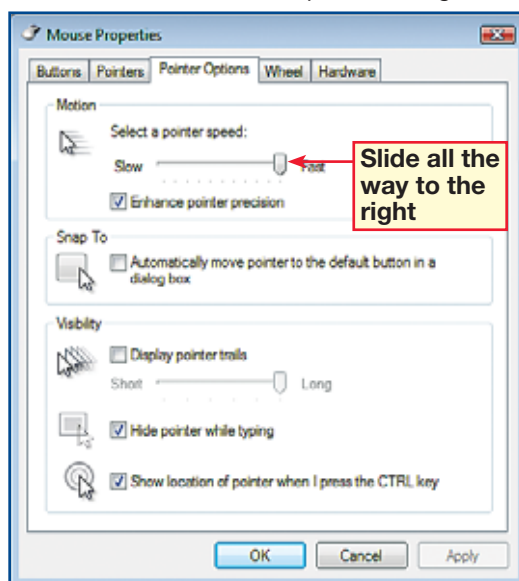 Mouse Properties
Buttons Pointers Pointer Options Wheel Hardware
Motion
Select a pointer speed:
Slow Fast
Slide all the
way to the
right
Enhance pointer precision
Snap To
Automatically move pointer to the default button in a
dialog box
Visibility
Display pointer trails
Short Long
Hide pointer while typing
Show location of pointer when I press the CTRL key
OK Cancel Apply